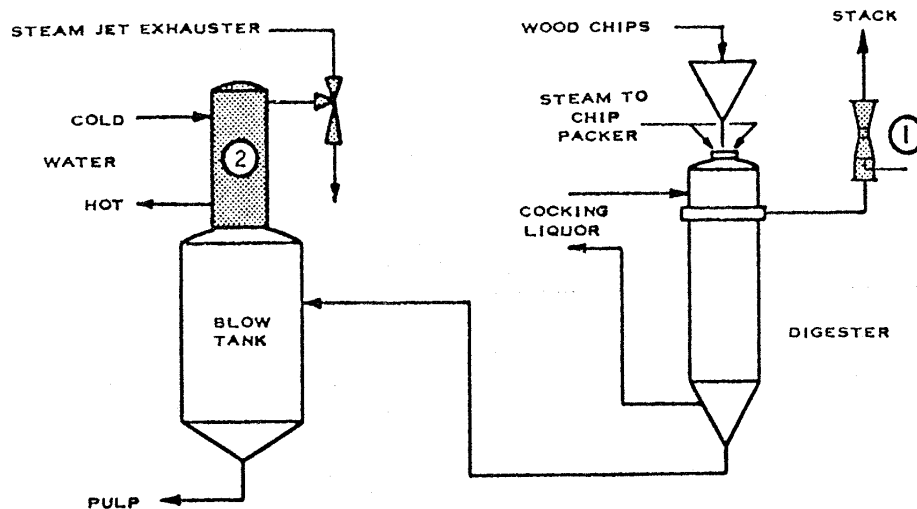 STEAM JET EXHAUSTER
WOOD CHIPS
STACK
STEAM TO
CHIP
PACKER
1
COLD
WATER
2
HOT
COCKING
LIQUOR
BLOW
TANK
DIGESTER
PULP